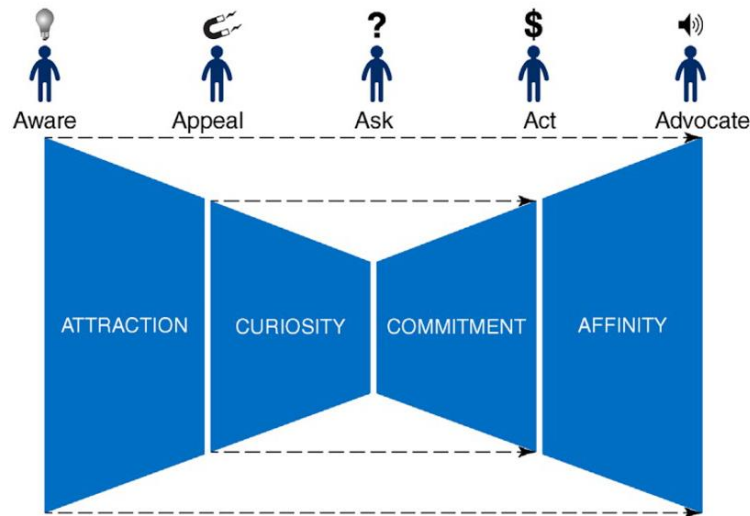 ?
$
Aware
Appeal
Ask
Act
Advocate
ATTRACTION
CURIOSITY
COMMITMENT
AFFINITY